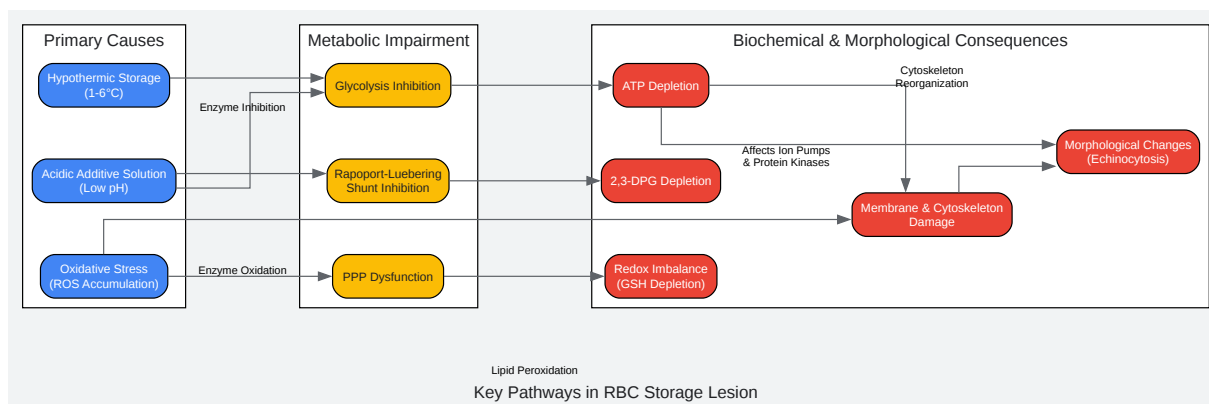 Primary Causes
Metabolic Impairment
Biochemical & Morphological Consequences
Hypothermic Storage
(1-6°C)
Enzyme Inhibition
Glycolysis Inhibition
ATP Depletion
Cytoskeleton
Reorganization
Acidic Additive Solution
(Low pH)
Rapoport-Luebering
Shunt Inhibition
2,3-DPG Depletion
Affects Ion Pumps
& Protein Kinases
Morphological Changes
(Echinocytosis)
Membrane & Cytoskeleton
Damage
Oxidative Stress
(ROS Accumulation)
Enzyme Oxidation
PPP Dysfunction
Redox Imbalance
(GSH Depletion)
Lipid Peroxidation
Key Pathways in RBC Storage Lesion